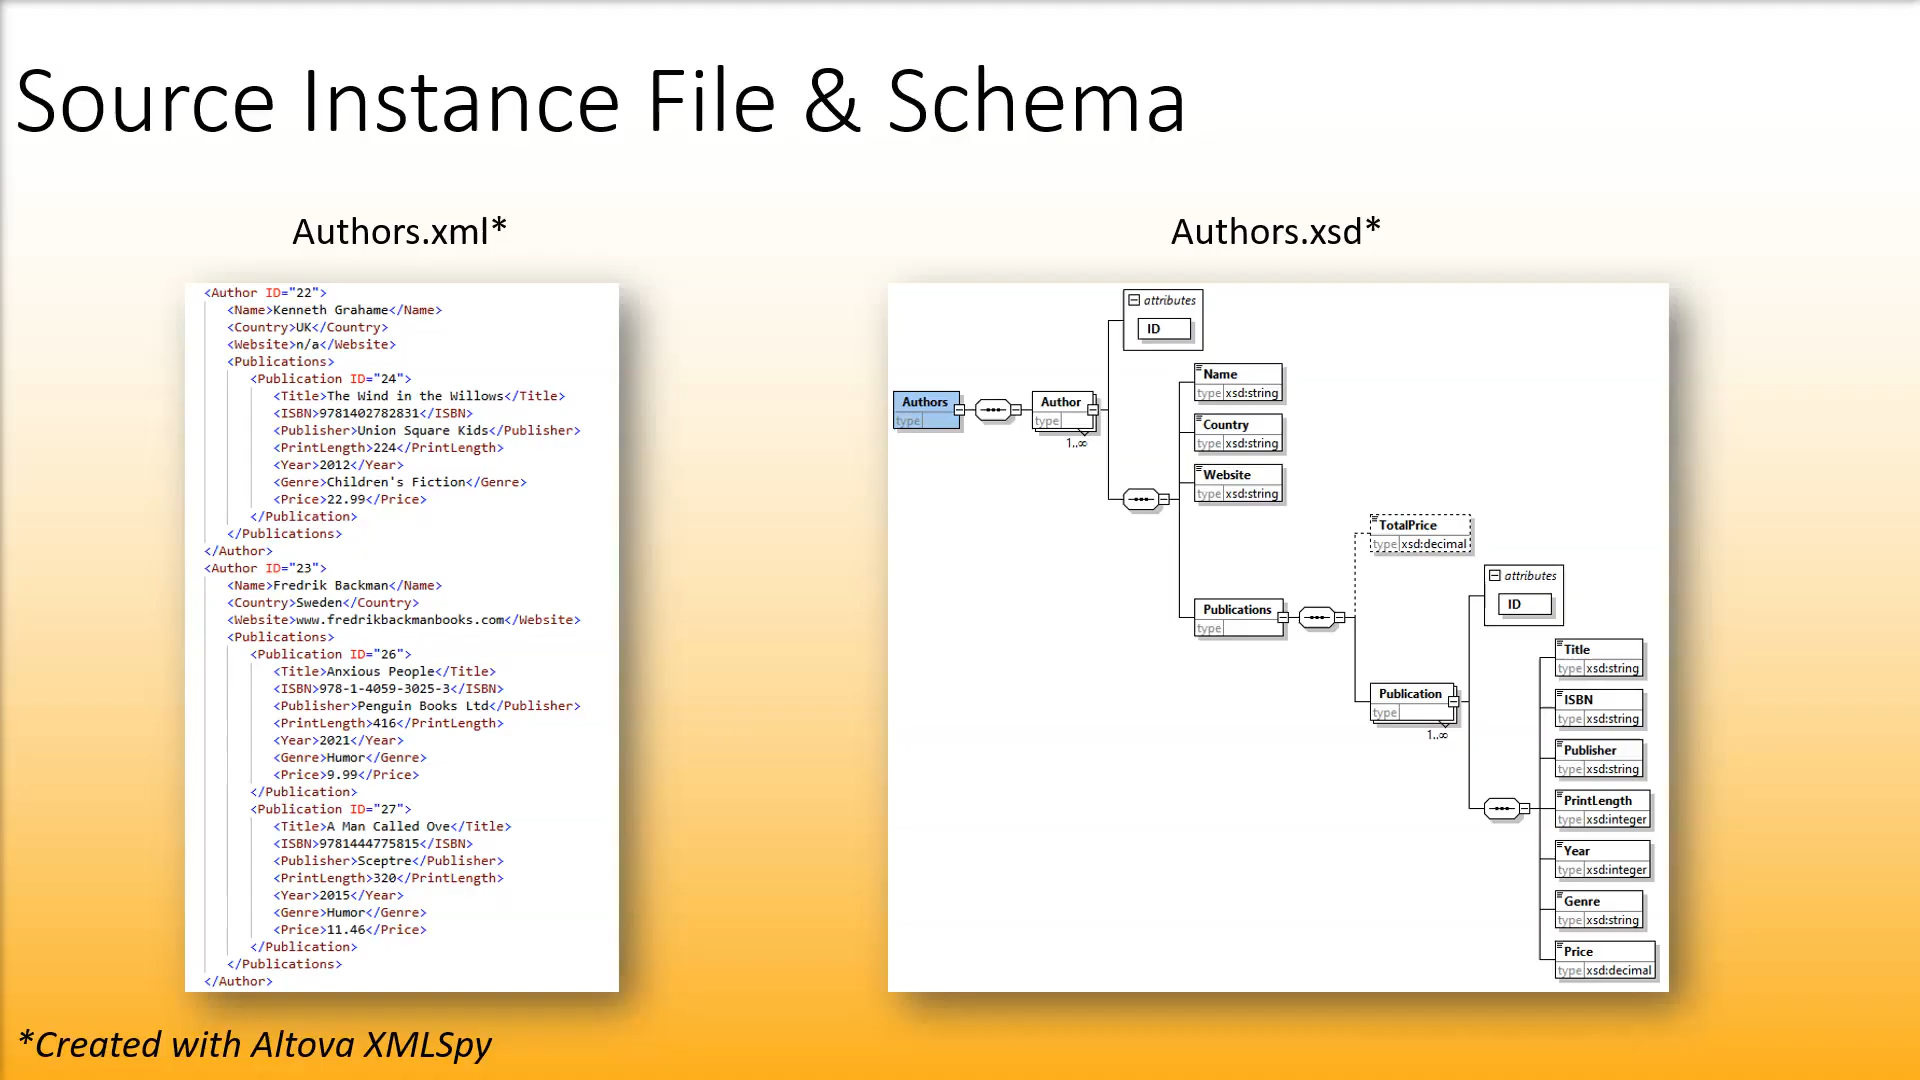 Source Instance File & Schema
Authors.xml*
<Author ID="22">
<Name>Kenneth Grahame</Name>
<Country>UK</Country>
<Website>n/a</Website>
<Publications>
<Publication ID="24">
<Title>The Wind in the Willows</Title>
<ISBN>9781402782831</ISBN>
<Publisher>Union Square Kids</Publisher>
<PrintLength>224</PrintLength>
<Year>2012</Year>
<Genre>Children's Fiction</Genre>
<Price>22.99</Price>
</Publication>
</Publications>
</Author>
<Author ID="23">
<Name>Fredrik Backman</Name>
<Country>Sweden</Country>
<Website>www.fredrikbackmanbooks.com</Website>
<Publications>
<Publication ID="26">
<Title>Anxious People</Title>
<ISBN>978-1-4059-3025-3</ISBN>
<Publisher>Penguin Books Ltd</Publisher>
<PrintLength>416</PrintLength>
<Year>2021</Year>
<Genre>Humor</Genre>
<Price>9.99</Price>
</Publication>
<Publication ID="27">
<Title>A Man Called Ove</Title>
<ISBN>9781444775815</ISBN>
<Publisher>Sceptre</Publisher>
<PrintLength>320</PrintLength>
<Year>2015</Year>
<Genre>Humor</Genre>
<Price>11.46</Price>
</Publication>
</Publications>
</Author>
Authors.xsd*
Authors
type
Author
type
1..∞
attributes
ID
Name
type xsd:string
Country
type xsd:string
Website
type xsd:string
Publications
type
TotalPrice
type xsd:decimal
Publication
type
1..∞
attributes
ID
Title
type xsd:string
ISBN
type xsd:string
Publisher
type xsd:string
PrintLength
type xsd:integer
Year
type xsd:integer
Genre
type xsd:string
Price
type xsd:decimal
*Created with Altova XMLSpy